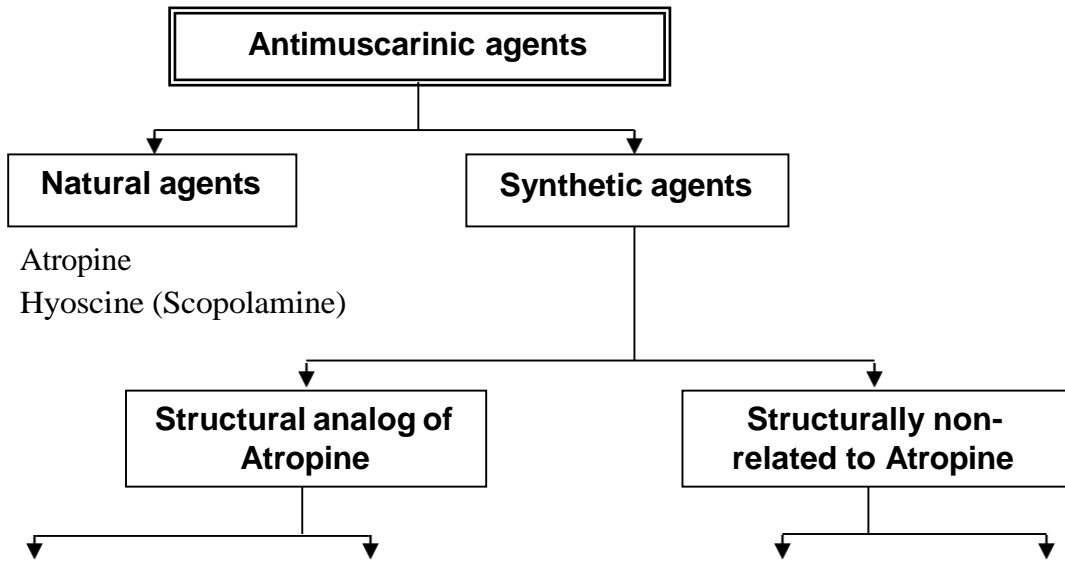 Antimuscarinic agents
Natural agents
Synthetic agents
Atropine
Hyoscine (Scopolamine)
Structural analog of
Atropine
Structurally non-
related to Atropine